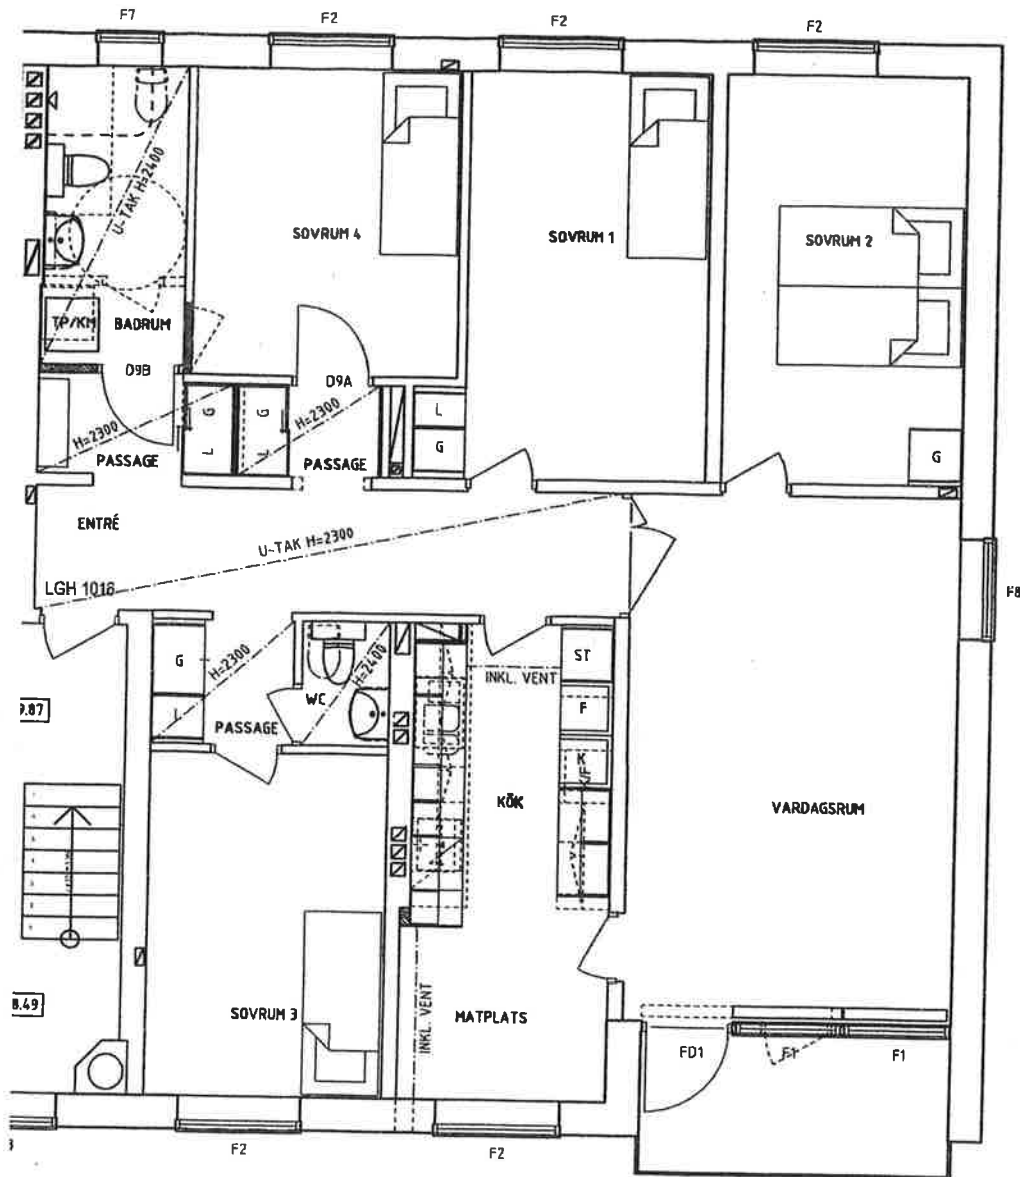 F7
F2
F2
F2
U-TAK H=2400
SOVRUM 4
SOVRUM 1
SOVRUM 2
TP/KM
BADRUM
D9B
D9A
H=2300
G
L
G
L
H=2300
L
G
G
PASSAGE
PASSAGE
ENTRÉ
U-TAK H=2300
LGH 1016
F8
G
L
H=2300
WC
H=2400
PASSAGE
INKL. VENT
ST
F
K
K/F
KÖK
VARDAGSRUM
9.87
8.49
SOVRUM 3
INKL. VENT
MATPLATS
FD1
F1
F1
F2
F2